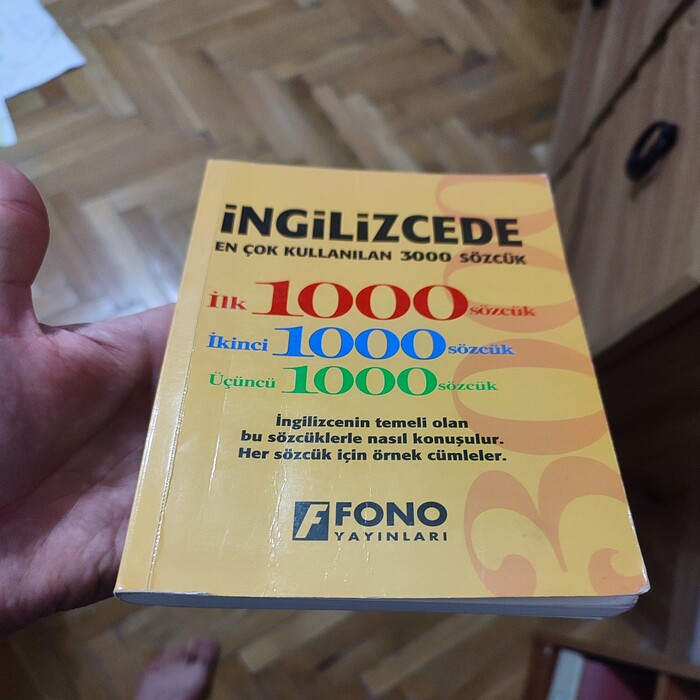 İNGİLİZCEDE
EN ÇOK KULLANILAN 3000 SÖZCÜK
İlk 1000 sözcük
İkinci 1000 sözcük
Üçüncü 1000 sözcük
İngilizcenin temeli olan
bu sözcüklerle nasıl konuşulur.
Her sözcük için örnek cümleler.
FONO
YAYINLARI
3000